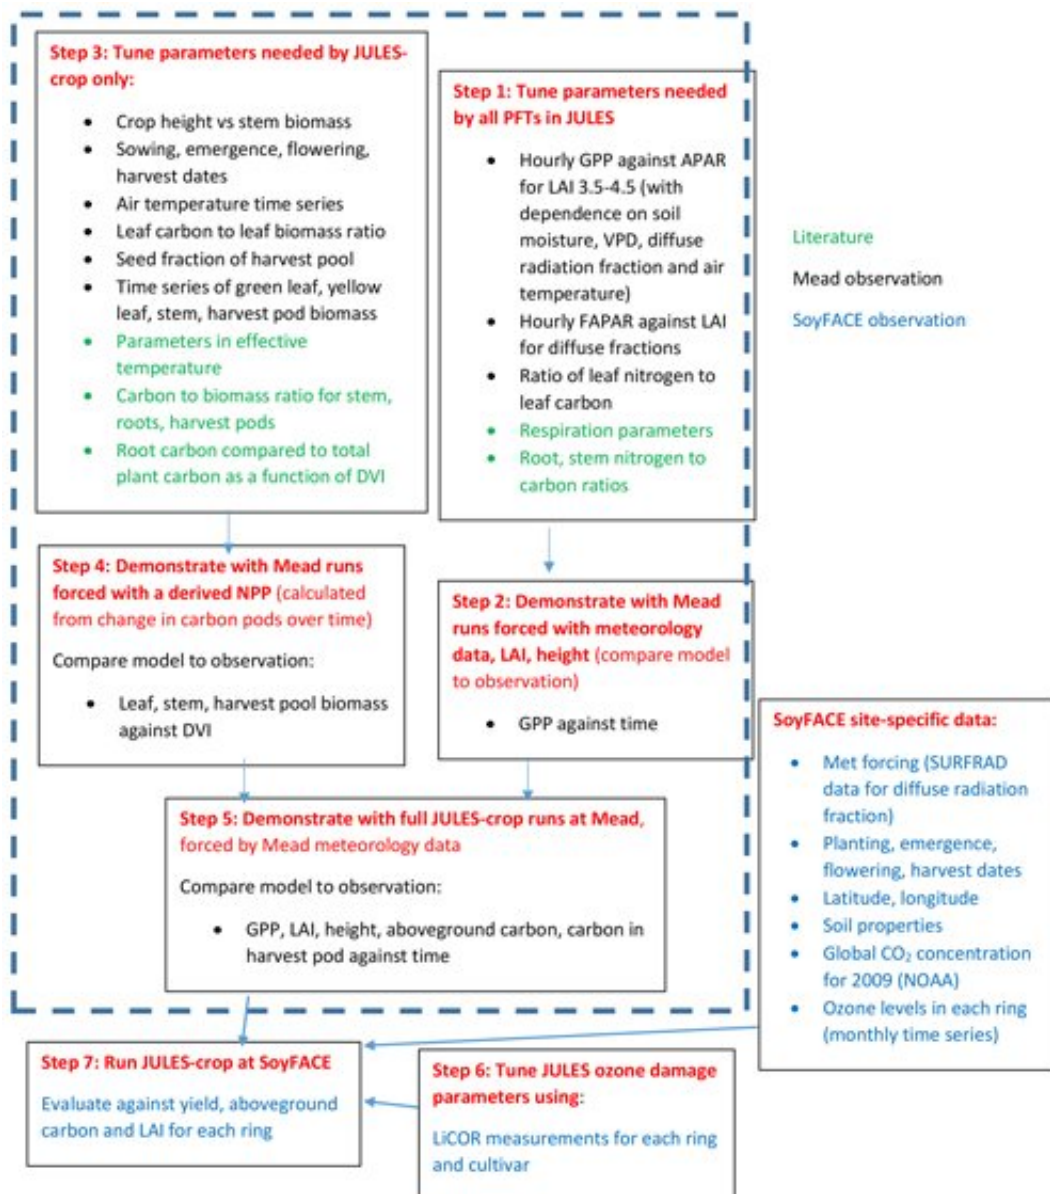 Step 3: Tune parameters needed by JULES-
crop only:
• Crop height vs stem biomass
• Sowing, emergence, flowering,
harvest dates
• Air temperature time series
• Leaf carbon to leaf biomass ratio
• Seed fraction of harvest pool
• Time series of green leaf, yellow
leaf, stem, harvest pod biomass
• Parameters in effective
temperature
• Carbon to biomass ratio for stem,
roots, harvest pods
• Root carbon compared to total
plant carbon as a function of DVI
Step 1: Tune parameters needed
by all PFTs in JULES
• Hourly GPP against APAR
for LAI 3.5-4.5 (with
dependence on soil
moisture, VPD, diffuse
radiation fraction and air
temperature)
• Hourly FAPAR against LAI
for diffuse fractions
• Ratio of leaf nitrogen to
leaf carbon
• Respiration parameters
• Root, stem nitrogen to
carbon ratios
Literature
Mead observation
SoyFACE observation
Step 4: Demonstrate with Mead runs
forced with a derived NPP (calculated
from change in carbon pods over time)
Compare model to observation:
• Leaf, stem, harvest pool biomass
against DVI
Step 2: Demonstrate with Mead
runs forced with meteorology
data, LAI, height (compare model
to observation)
• GPP against time
SoyFACE site-specific data:
• Met forcing (SURFRAD
data for diffuse radiation
fraction)
• Planting, emergence,
flowering, harvest dates
• Latitude, longitude
• Soil properties
• Global CO₂ concentration
for 2009 (NOAA)
• Ozone levels in each ring
(monthly time series)
Step 5: Demonstrate with full JULES-crop runs at Mead,
forced by Mead meteorology data
Compare model to observation:
• GPP, LAI, height, aboveground carbon, carbon in
harvest pod against time
Step 7: Run JULES-crop at SoyFACE
Evaluate against yield, aboveground
carbon and LAI for each ring
Step 6: Tune JULES ozone damage
parameters using:
LiCOR measurements for each ring
and cultivar